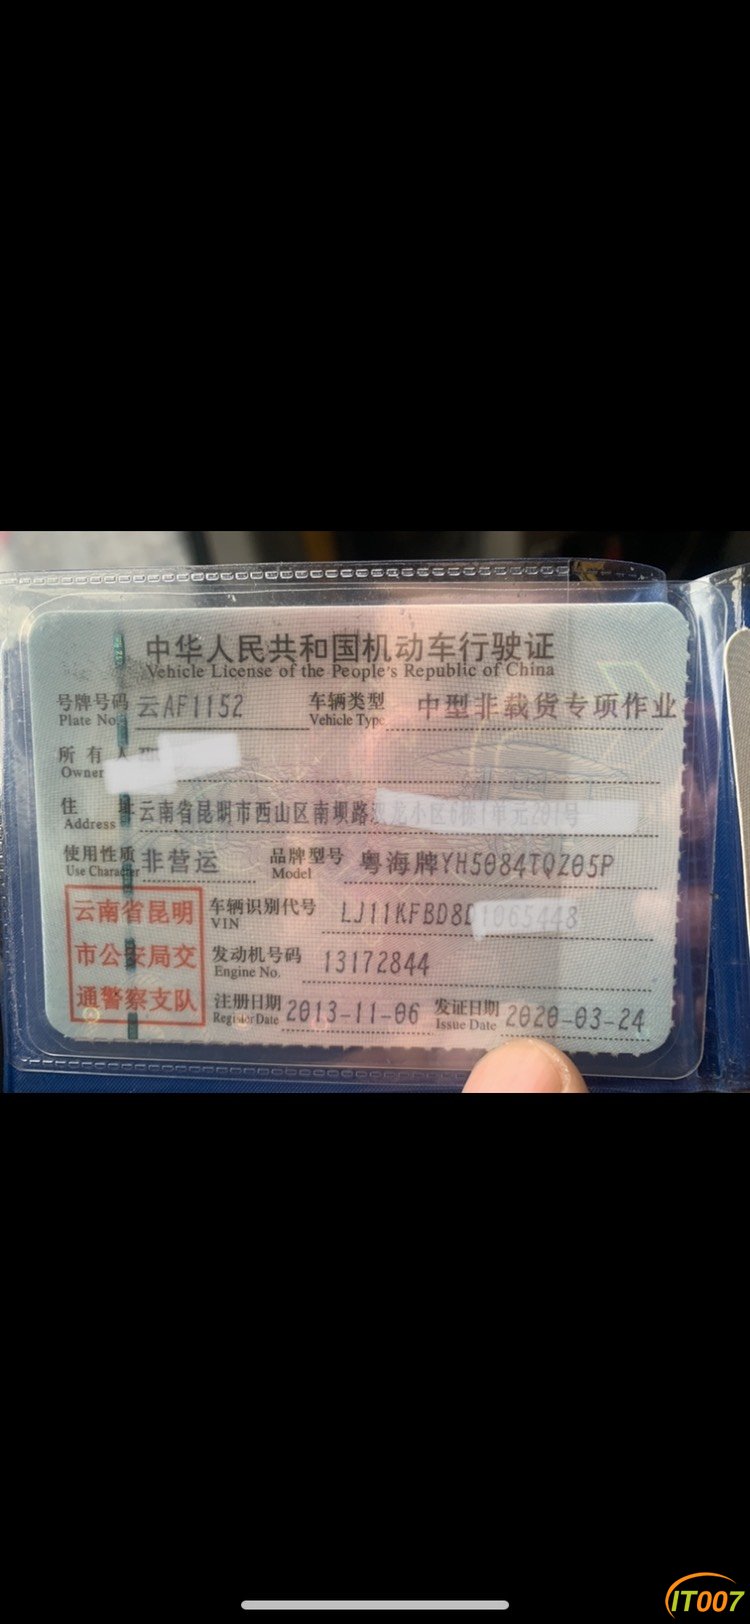 中华人民共和国机动车行驶证
Vehicle License of the People's Republic of China
号牌号码 云AF1152 车辆类型 中型非载货专项作业
Plate No. Vehicle Type
所有人
Owner
住址 云南省昆明市西山区南坝路
Address
使用性质 非营运 品牌型号 粤海牌YH5084TQZ05P
Use Character Model
云南省昆明
市公安局交
通警察支队
车辆识别代号 LJ11KFBD8D
VIN
发动机号码 13172844
Engine No.
注册日期 2013-11-06 发证日期 2020-03-24
Register Date Issue Date
IT007